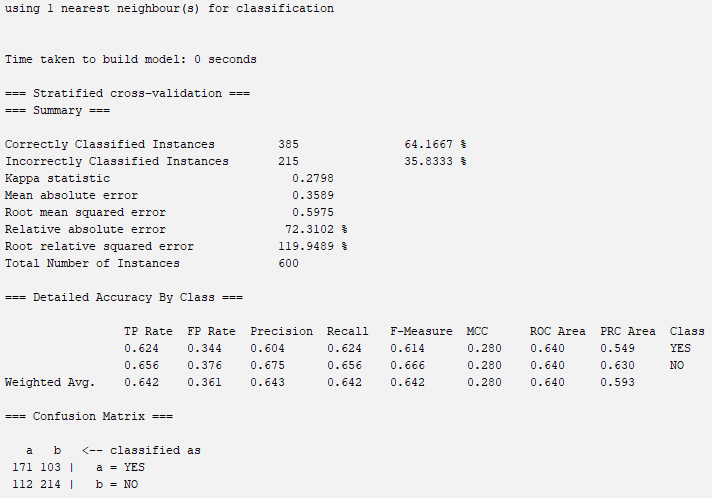 using 1 nearest neighbour(s) for classification
Time taken to build model: 0 seconds
=== Stratified cross-validation ===
=== Summary ===
Correctly Classified Instances 385 64.1667 %
Incorrectly Classified Instances 215 35.8333 %
Kappa statistic 0.2798
Mean absolute error 0.3589
Root mean squared error 0.5975
Relative absolute error 72.3102 %
Root relative squared error 119.9489 %
Total Number of Instances 600
=== Detailed Accuracy By Class ===
TP Rate FP Rate Precision Recall F-Measure MCC ROC Area PRC Area Class
0.624 0.344 0.604 0.624 0.614 0.280 0.640 0.549 YES
0.656 0.376 0.675 0.656 0.666 0.280 0.640 0.630 NO
Weighted Avg. 0.642 0.361 0.643 0.642 0.642 0.280 0.640 0.593
=== Confusion Matrix ===
a b <-- classified as
171 103 | a = YES
112 214 | b = NO